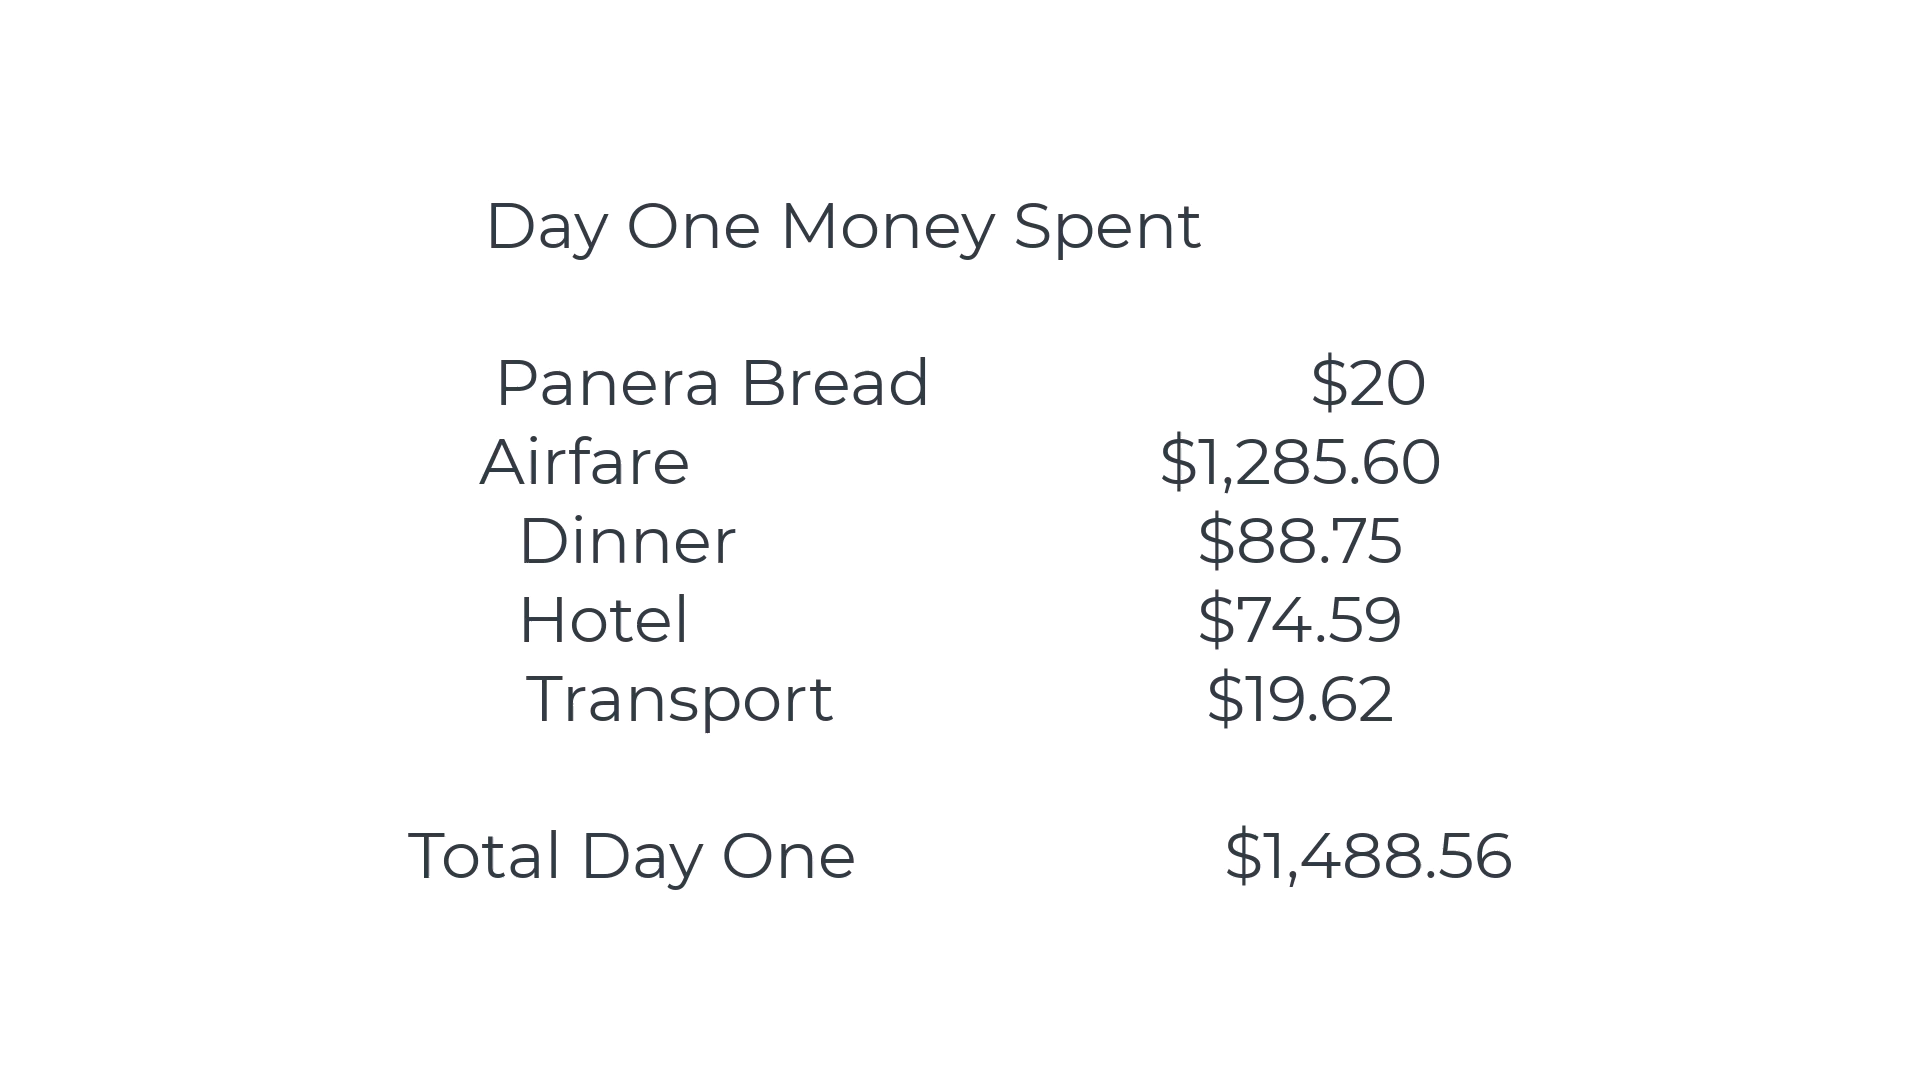 Day One Money Spent
Panera Bread $20
Airfare $1,285.60
Dinner $88.75
Hotel $74.59
Transport $19.62
Total Day One $1,488.56